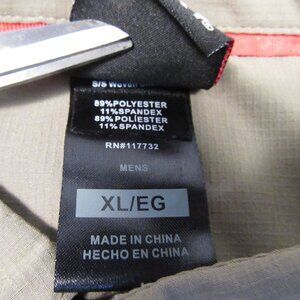 S/S Woven
89%POLYESTER
11%SPANDEX
89%POLIÉSTER
11%SPANDEX
RN#117732
MENS
XL/EG
MADE IN CHINA
HECHO EN CHINA